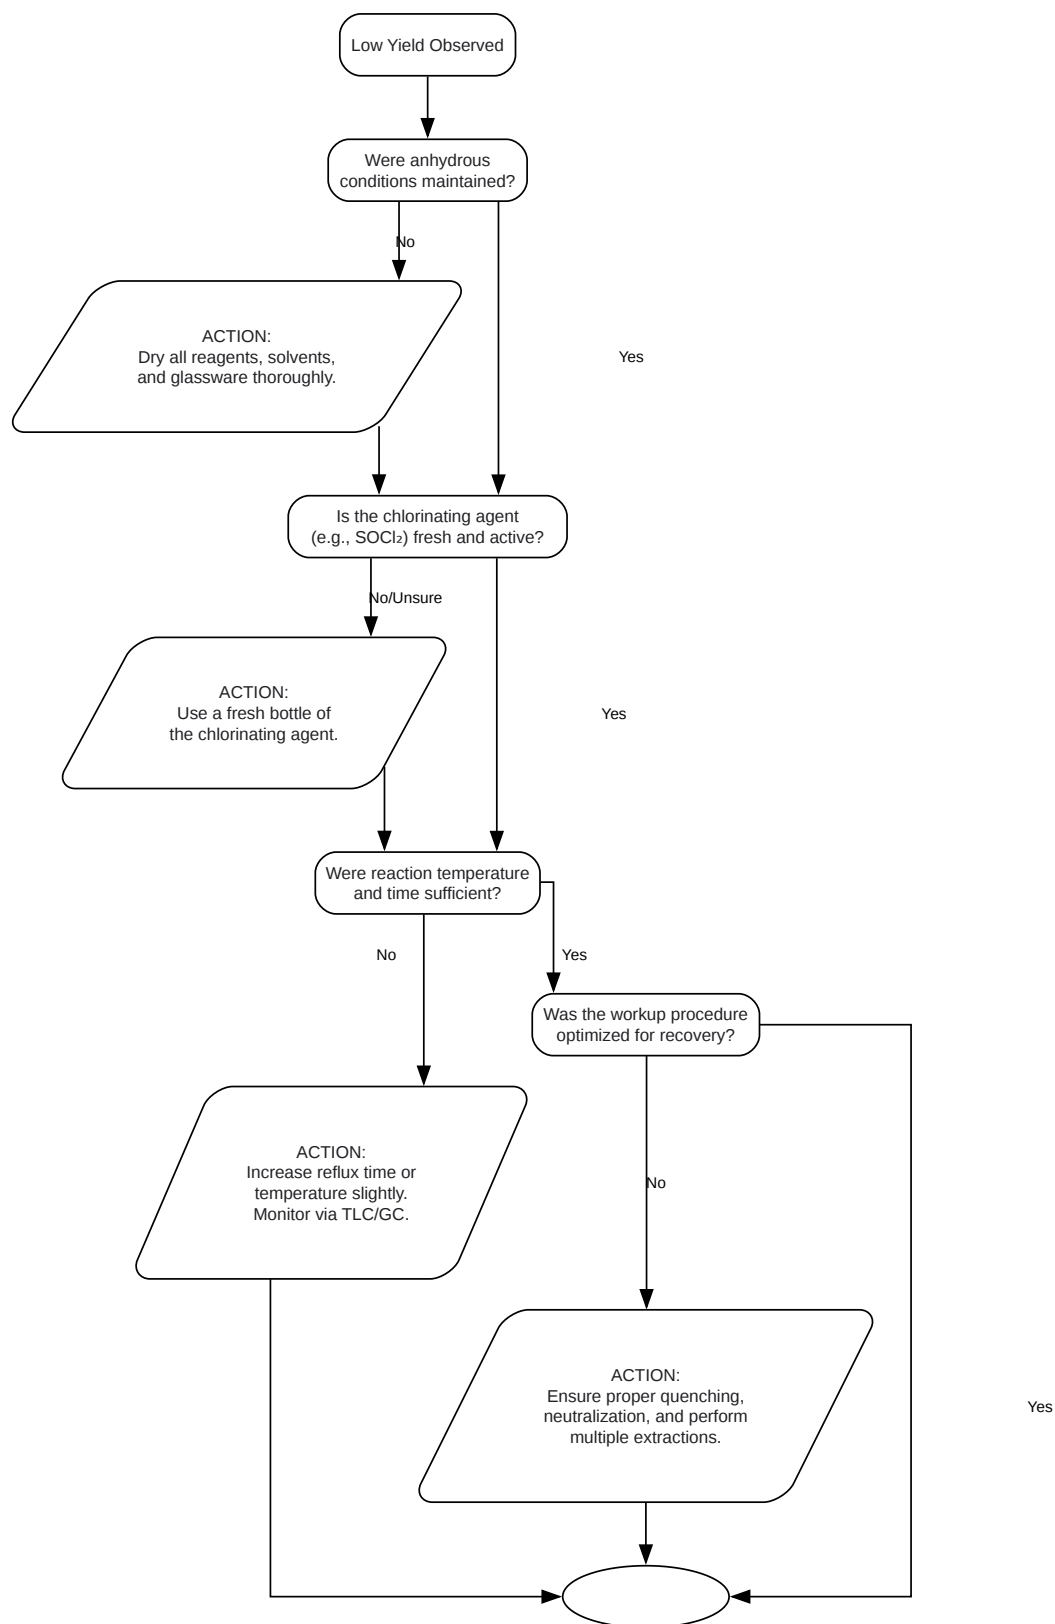 Low Yield Observed
Were anhydrous
conditions maintained?
No
ACTION:
Dry all reagents, solvents,
and glassware thoroughly.
Yes
Is the chlorinating agent
(e.g., SOCl₂) fresh and active?
No/Unsure
ACTION:
Use a fresh bottle of
the chlorinating agent.
Yes
Were reaction temperature
and time sufficient?
No
Yes
Was the workup procedure
optimized for recovery?
ACTION:
Increase reflux time or
temperature slightly.
Monitor via TLC/GC.
No
ACTION:
Ensure proper quenching,
neutralization, and perform
multiple extractions.
Yes